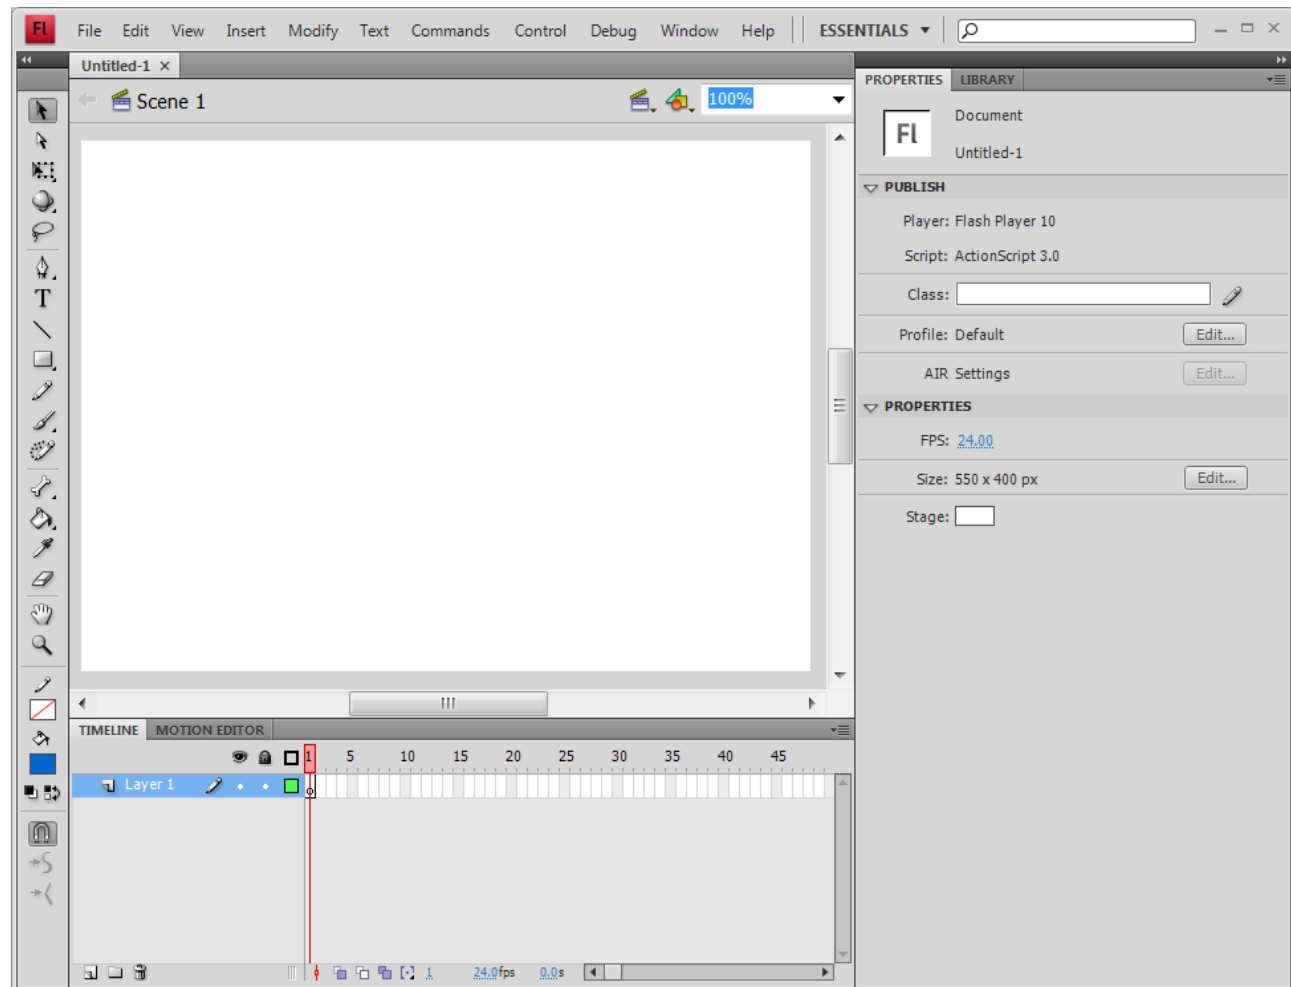 Fl File Edit View Insert Modify Text Commands Control Debug Window Help ESSENTIALS
Untitled-1 ×
Scene 1 100%
PROPERTIES LIBRARY
Fl Document
Untitled-1
PUBLISH
Player: Flash Player 10
Script: ActionScript 3.0
Class:
Profile: Default Edit...
AIR Settings Edit...
PROPERTIES
FPS: 24.00
Size: 550 x 400 px Edit...
Stage:
T
TIMELINE MOTION EDITOR
1 5 10 15 20 25 30 35 40 45
Layer 1
1 24.0fps 0.0s